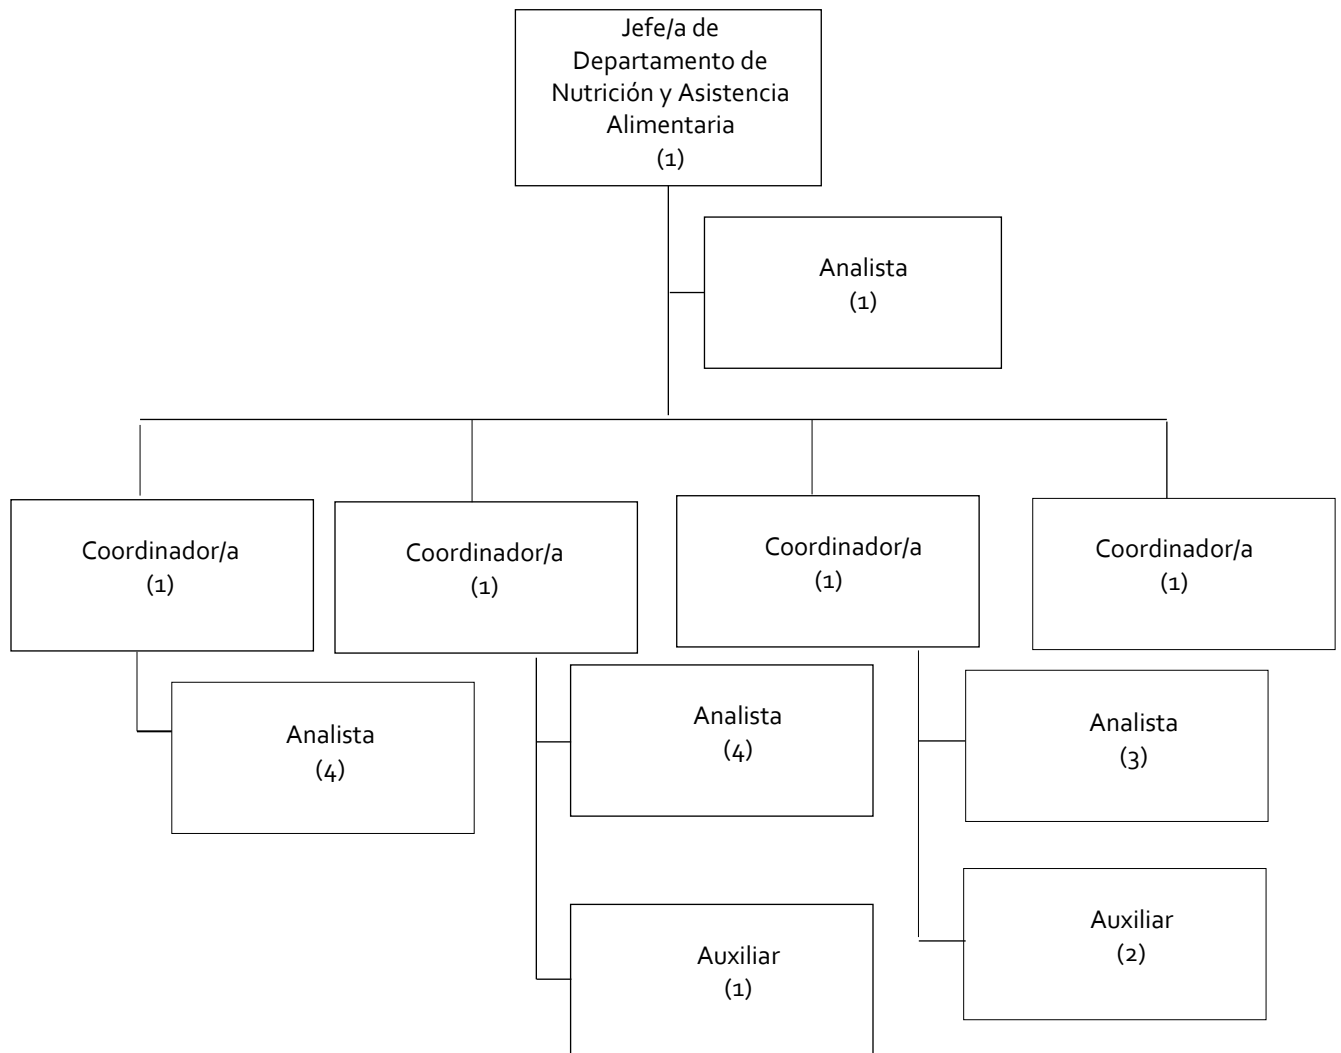 Jefe/a de
Departamento de
Nutrición y Asistencia
Alimentaria
(1)
Analista
(1)
Coordinador/a
(1)
Coordinador/a
(1)
Coordinador/a
(1)
Coordinador/a
(1)
Analista
(4)
Analista
(4)
Analista
(3)
Auxiliar
(1)
Auxiliar
(2)